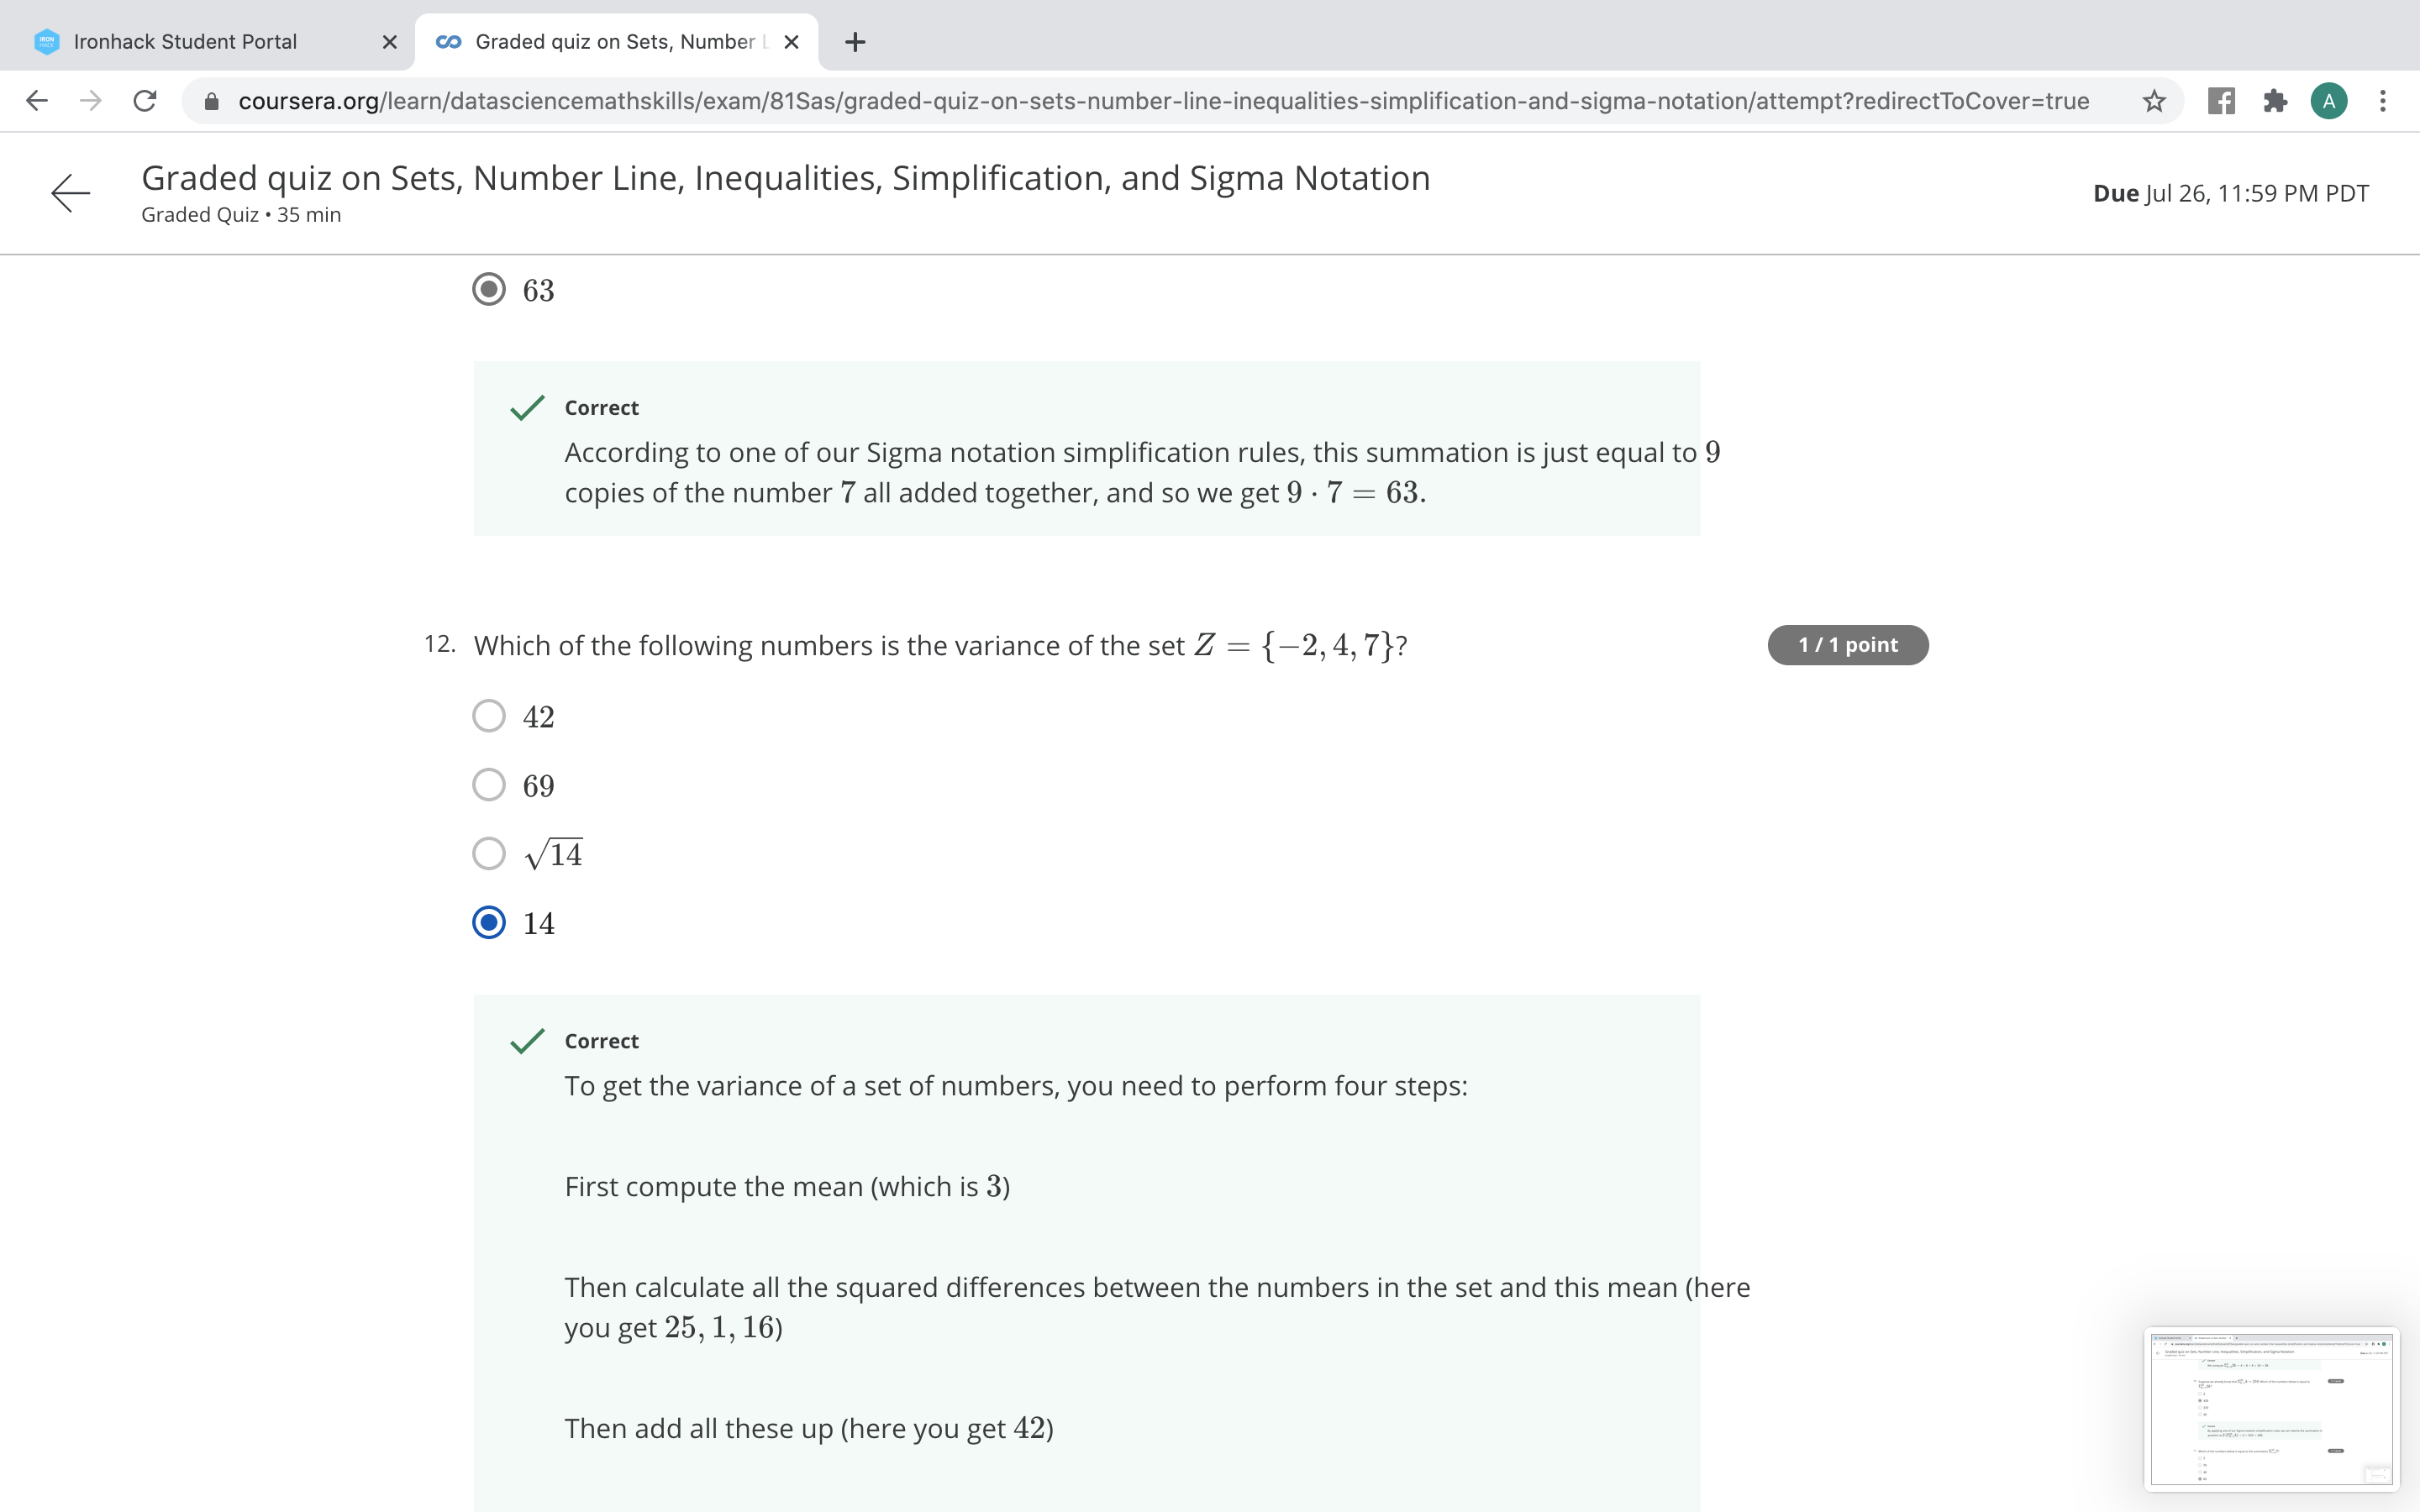 Ironhack Student Portal
Graded quiz on Sets, Number L
coursera.org/learn/datasciencemathskills/exam/81Sas/graded-quiz-on-sets-number-line-inequalities-simplification-and-sigma-notation/attempt?redirectToCover=true
A
Graded quiz on Sets, Number Line, Inequalities, Simplification, and Sigma Notation
Graded Quiz • 35 min
Due Jul 26, 11:59 PM PDT
63
Correct
According to one of our Sigma notation simplification rules, this summation is just equal to 9
copies of the number 7 all added together, and so we get 9 · 7 = 63.
12. Which of the following numbers is the variance of the set Z = {−2, 4, 7}?
1 / 1 point
42
69
√14
14
Correct
To get the variance of a set of numbers, you need to perform four steps:
First compute the mean (which is 3)
Then calculate all the squared differences between the numbers in the set and this mean (here
you get 25, 1, 16)
Then add all these up (here you get 42)